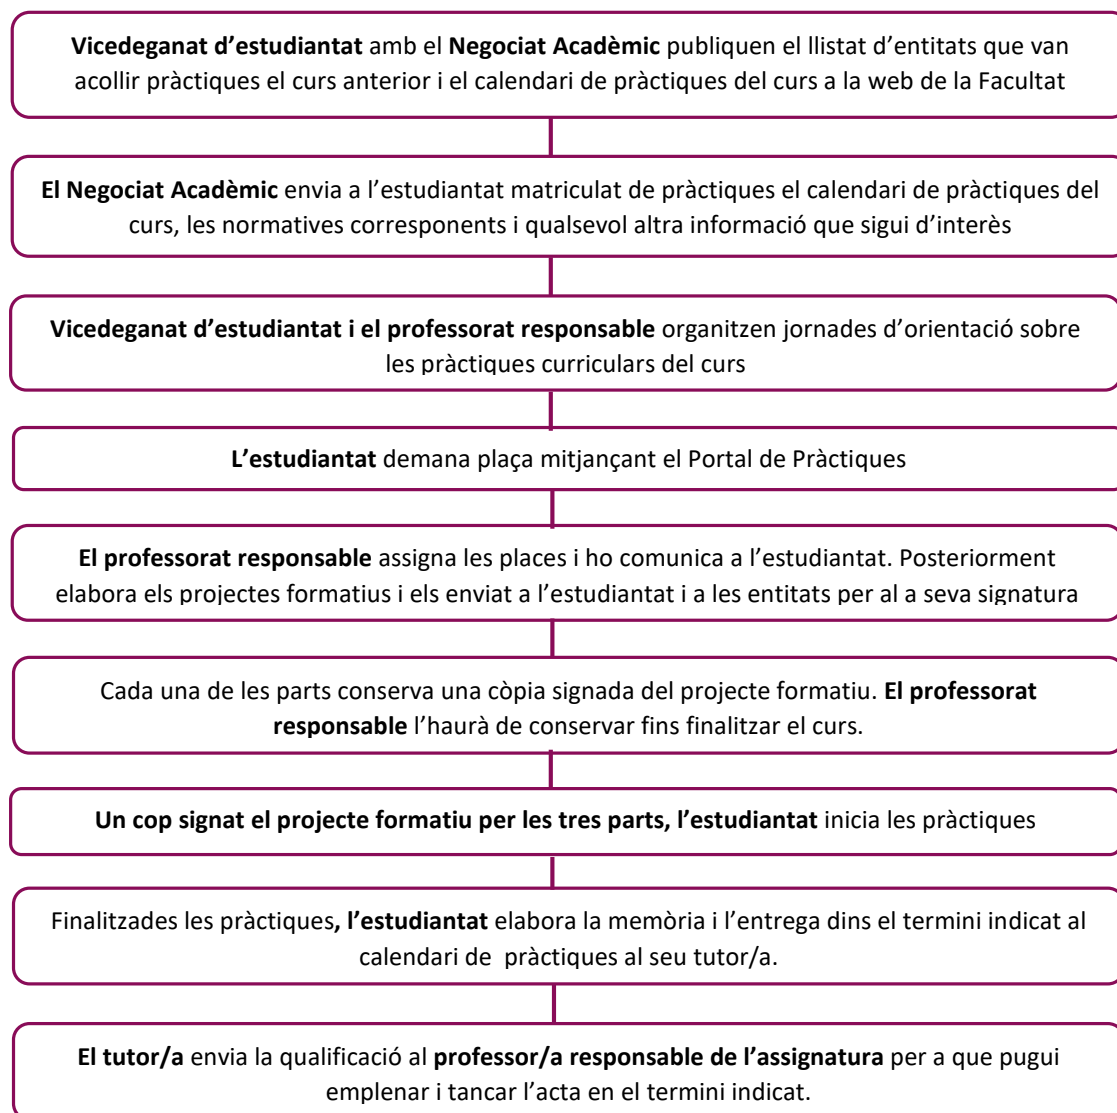 Vicedeganat d’estudiantat amb el Negociat Acadèmic publiquen el llistat d’entitats que van
acollir pràctiques el curs anterior i el calendari de pràctiques del curs a la web de la Facultat
El Negociat Acadèmic envia a l’estudiantat matriculat de pràctiques el calendari de pràctiques del
curs, les normatives corresponents i qualsevol altra informació que sigui d’interès
Vicedeganat d’estudiantat i el professorat responsable organitzen jornades d’orientació sobre
les pràctiques curriculars del curs
L’estudiantat demana plaça mitjançant el Portal de Pràctiques
El professorat responsable assigna les places i ho comunica a l’estudiantat. Posteriorment
elabora els projectes formatius i els enviat a l’estudiantat i a les entitats per al a seva signatura
Cada una de les parts conserva una còpia signada del projecte formatiu. El professorat
responsable l’haurà de conservar fins finalitzar el curs.
Un cop signat el projecte formatiu per les tres parts, l’estudiantat inicia les pràctiques
Finalitzades les pràctiques, l’estudiantat elabora la memòria i l’entrega dins el termini indicat al
calendari de  pràctiques al seu tutor/a.
El tutor/a envia la qualificació al professor/a responsable de l’assignatura per a que pugui
emplenar i tancar l’acta en el termini indicat.